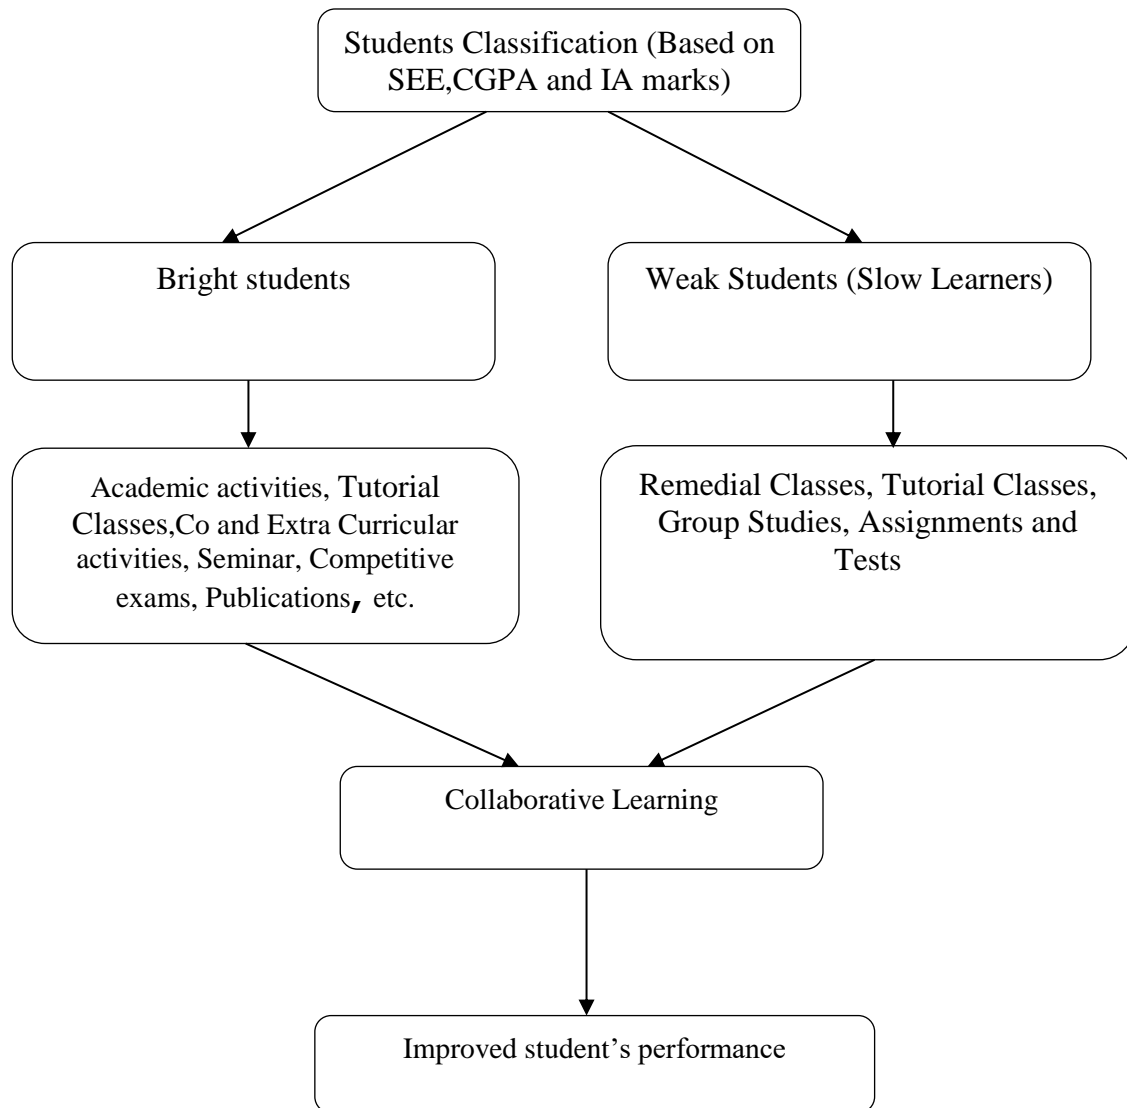 Students Classification (Based on
SEE,CGPA and IA marks)
Bright students
Weak Students (Slow Learners)
Academic activities, Tutorial
Classes,Co and Extra Curricular
activities, Seminar, Competitive
exams, Publications, etc.
Remedial Classes, Tutorial Classes,
Group Studies, Assignments and
Tests
Collaborative Learning
Improved student’s performance